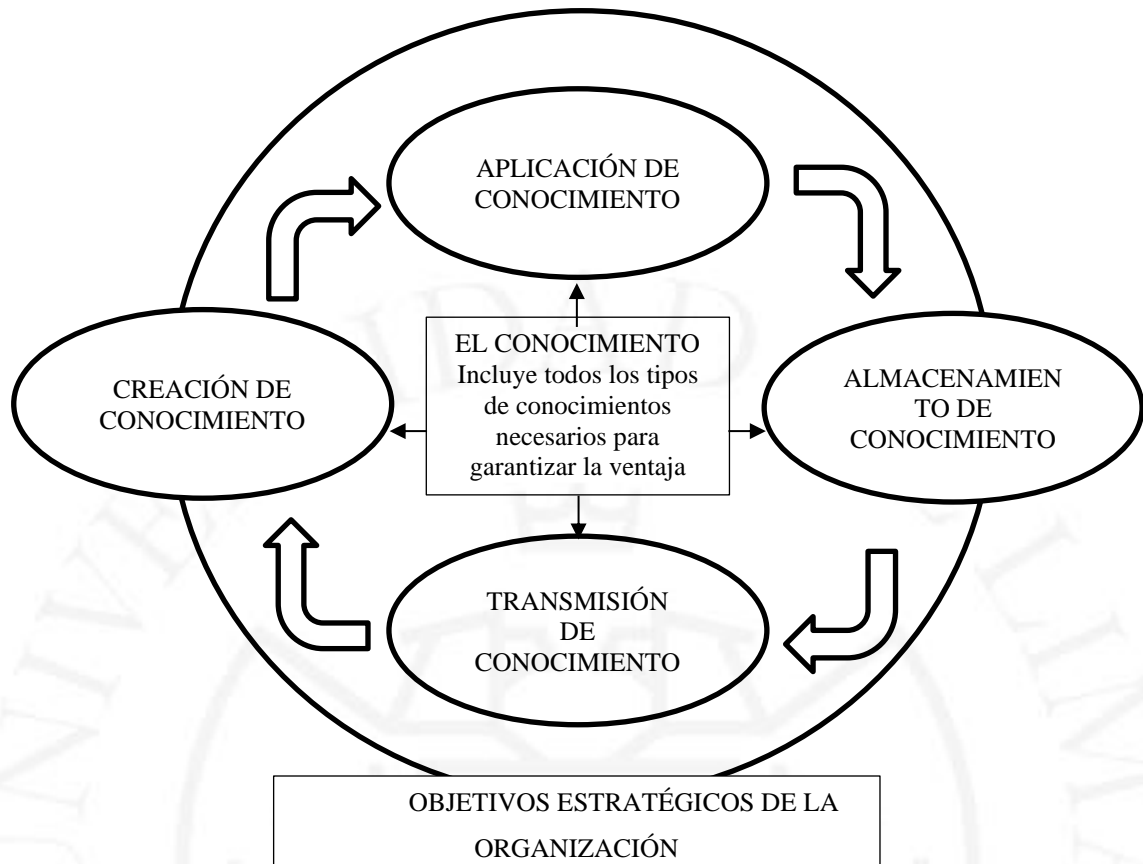 APLICACIÓN DE
CONOCIMIENTO
CREACIÓN DE
CONOCIMIENTO
EL CONOCIMIENTO
Incluye todos los tipos
de conocimientos
necesarios para
garantizar la ventaja
ALMACENAMIEN
TO DE
CONOCIMIENTO
TRANSMISIÓN
DE
CONOCIMIENTO
OBJETIVOS ESTRATÉGICOS DE LA
ORGANIZACIÓN